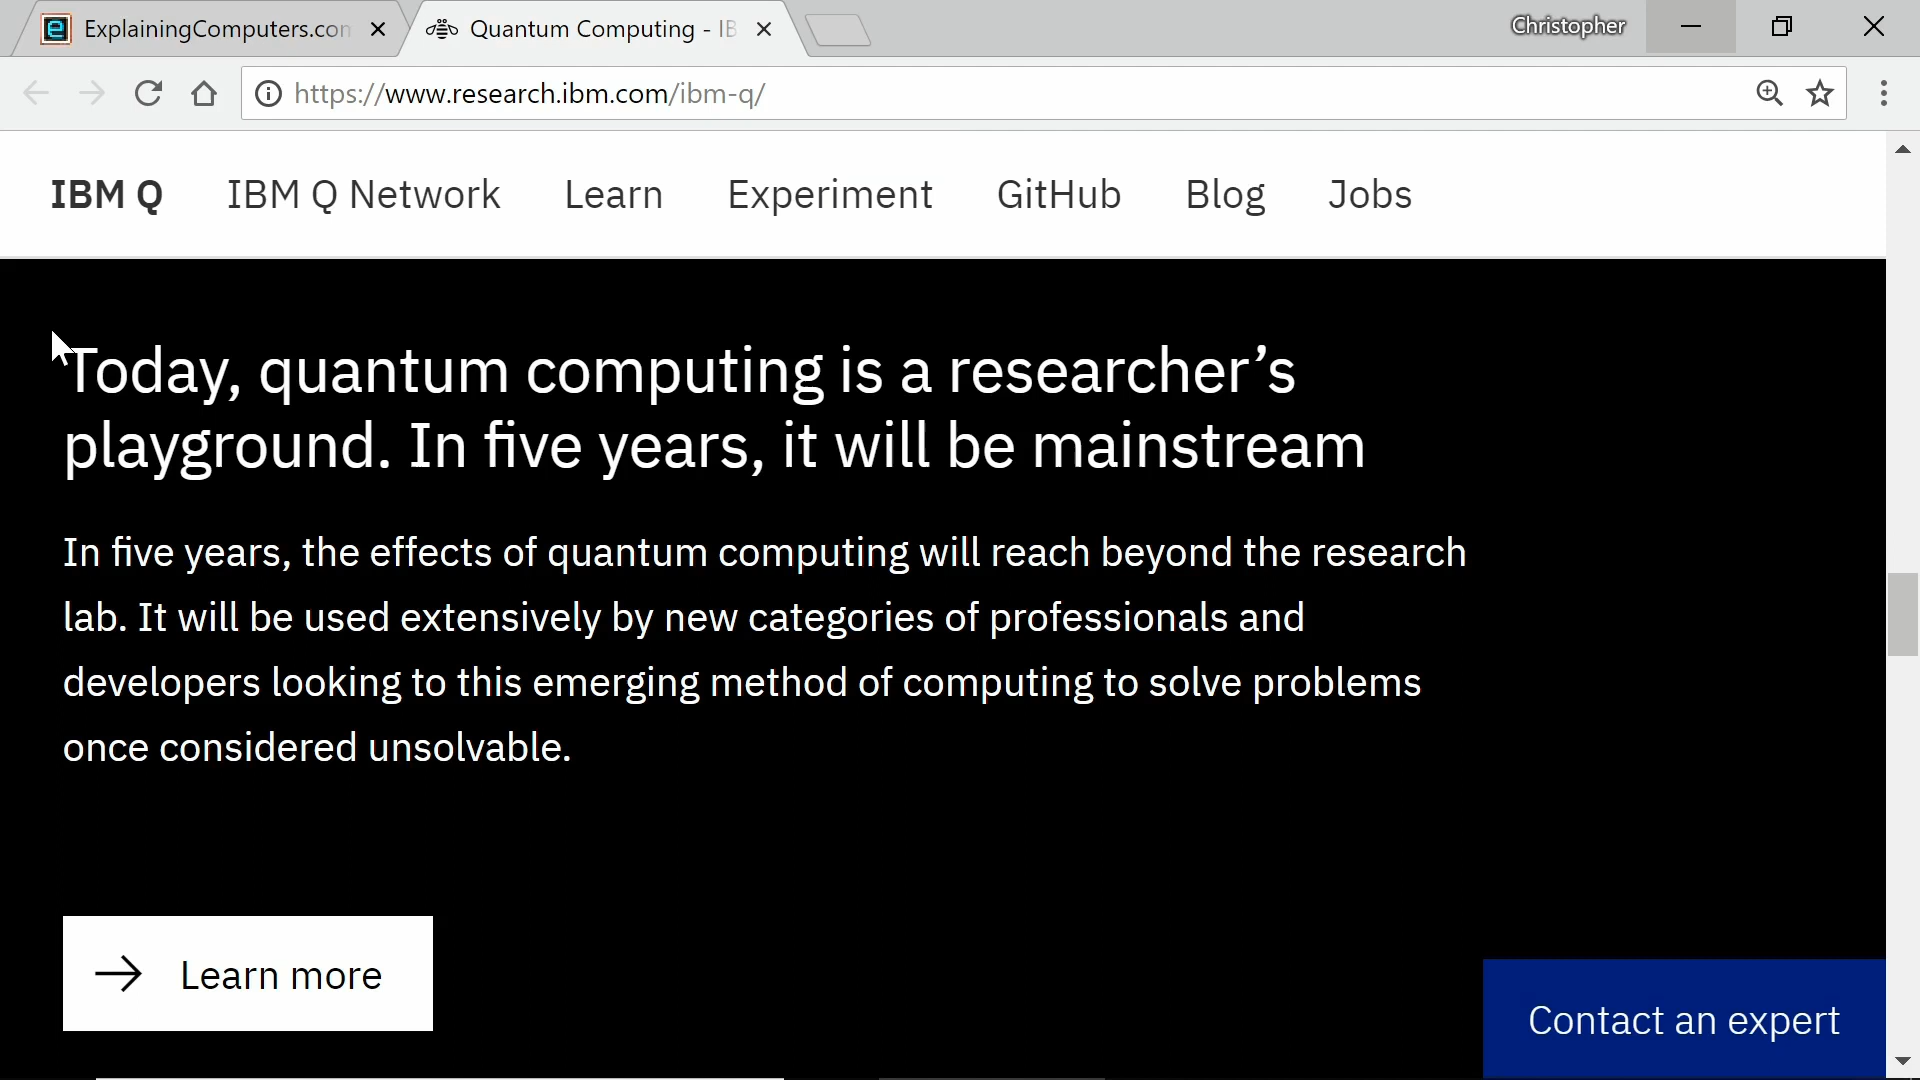 ExplainingComputers.con
Quantum Computing - IB
Christopher
https://www.research.ibm.com/ibm-q/
IBM Q IBM Q Network Learn Experiment GitHub Blog Jobs
Today, quantum computing is a researcher’s
playground. In five years, it will be mainstream
In five years, the effects of quantum computing will reach beyond the research
lab. It will be used extensively by new categories of professionals and
developers looking to this emerging method of computing to solve problems
once considered unsolvable.
Learn more
Contact an expert